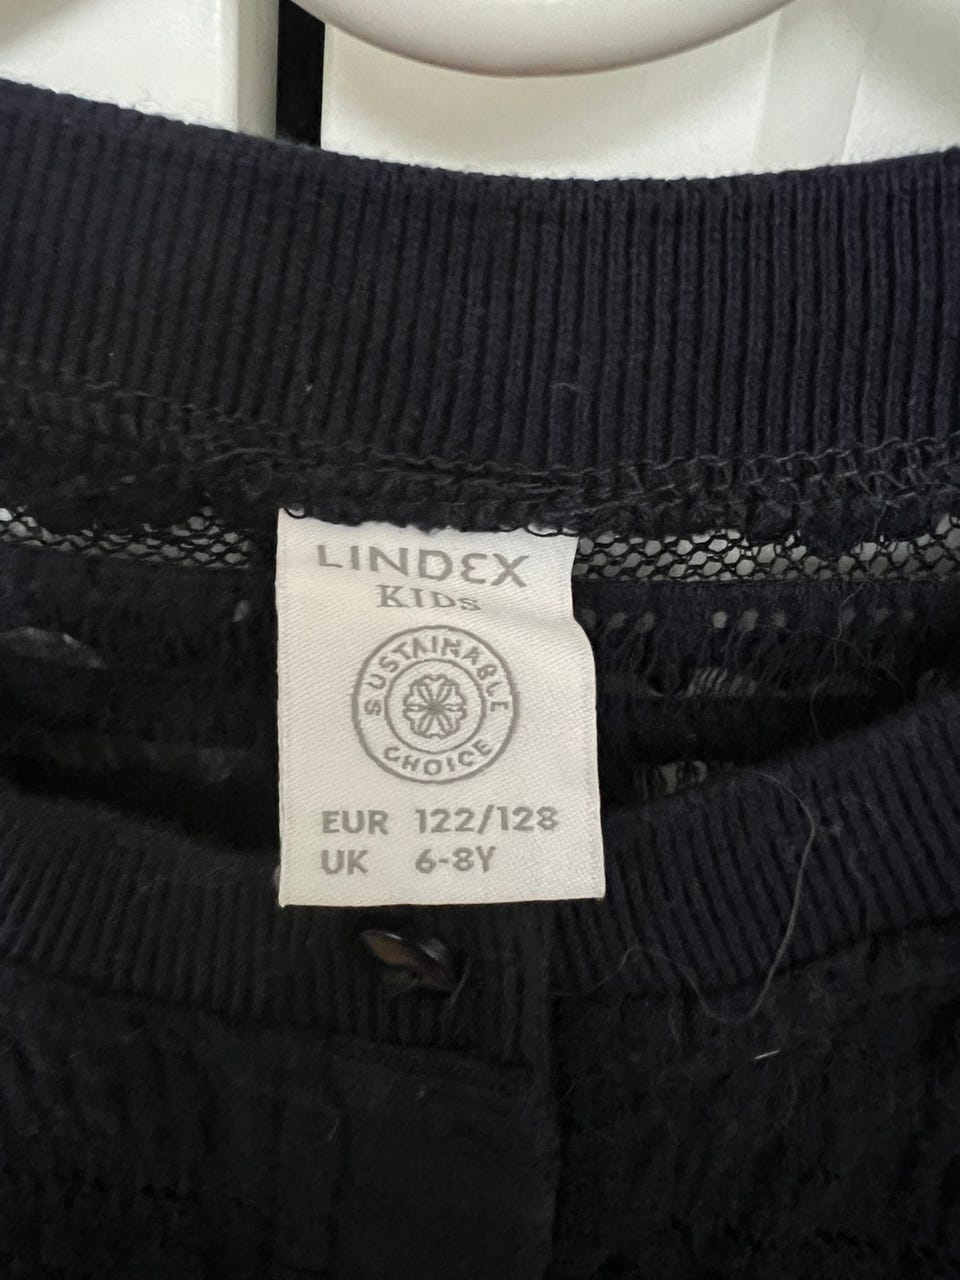 LINDEX
KIDS
SUSTAINABLE
CHOICE
EUR 122/128
UK 6-8Y